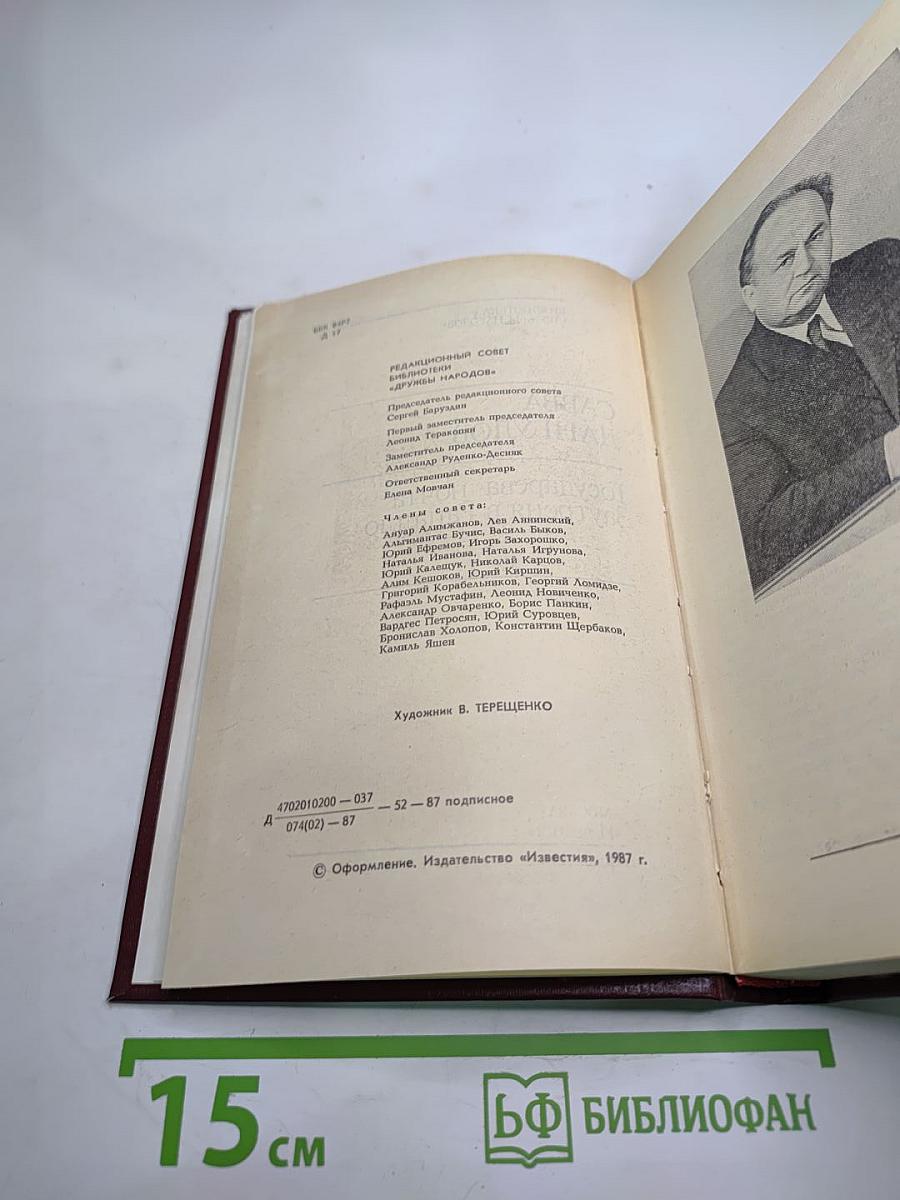 ББК 84Р7
Д 17
РЕДАКЦИОННЫЙ СОВЕТ
БИБЛИОТЕКИ
«ДРУЖБЫ НАРОДОВ»
Председатель редакционного совета
Сергей Баруздин
Первый заместитель председателя
Леонид Теракопян
Заместитель председателя
Александр Руденко-Десняк
Ответственный секретарь
Елена Мовчан
Члены совета:
Ануар Алимжанов, Лев Аннинский,
Альгимантас Бучис, Василь Быков,
Юрий Ефремов, Игорь Захорошко,
Наталья Иванова, Наталья Игрунова,
Юрий Калещук, Николай Карцов,
Алим Кешоков, Юрий Киршин,
Григорий Корабельников, Георгий Ломидзе,
Рафаэль Мустафин, Леонид Новиченко,
Александр Овчаренко, Борис Панкин,
Вардгес Петросян, Юрий Суровцев,
Бронислав Холопов, Константин Щербаков,
Камиль Яшен
Художник В. ТЕРЕЩЕНКО
Д 4702010200 — 037 — 52 — 87 подписное
074(02) — 87
© Оформление. Издательство «Известия», 1987 г.
15 см
БФ БИБЛИОФАН